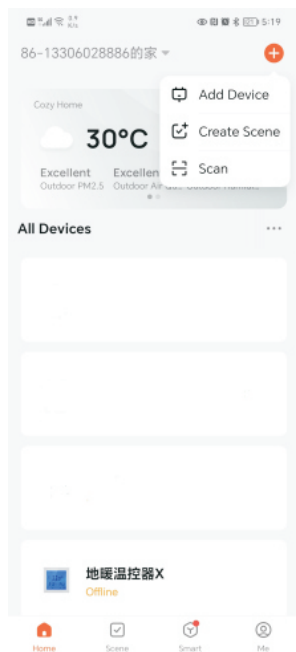 5:19
86-13306028886的家
Add Device
Cozy Home
30°C
Create Scene
Excellent
Excellen
Scan
Outdoor PM2.5
Outdoor Air
All Devices
地暖温控器X
Offline
Home
Scene
Smart
Me